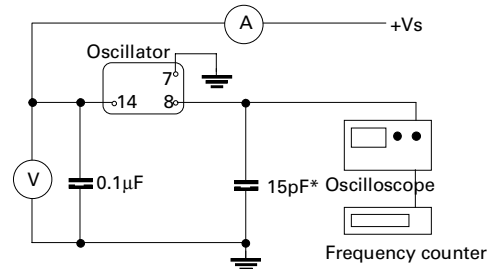 A
+Vs
Oscillator
7
14
8
V
0.1μF
15pF*
Oscilloscope
Frequency counter